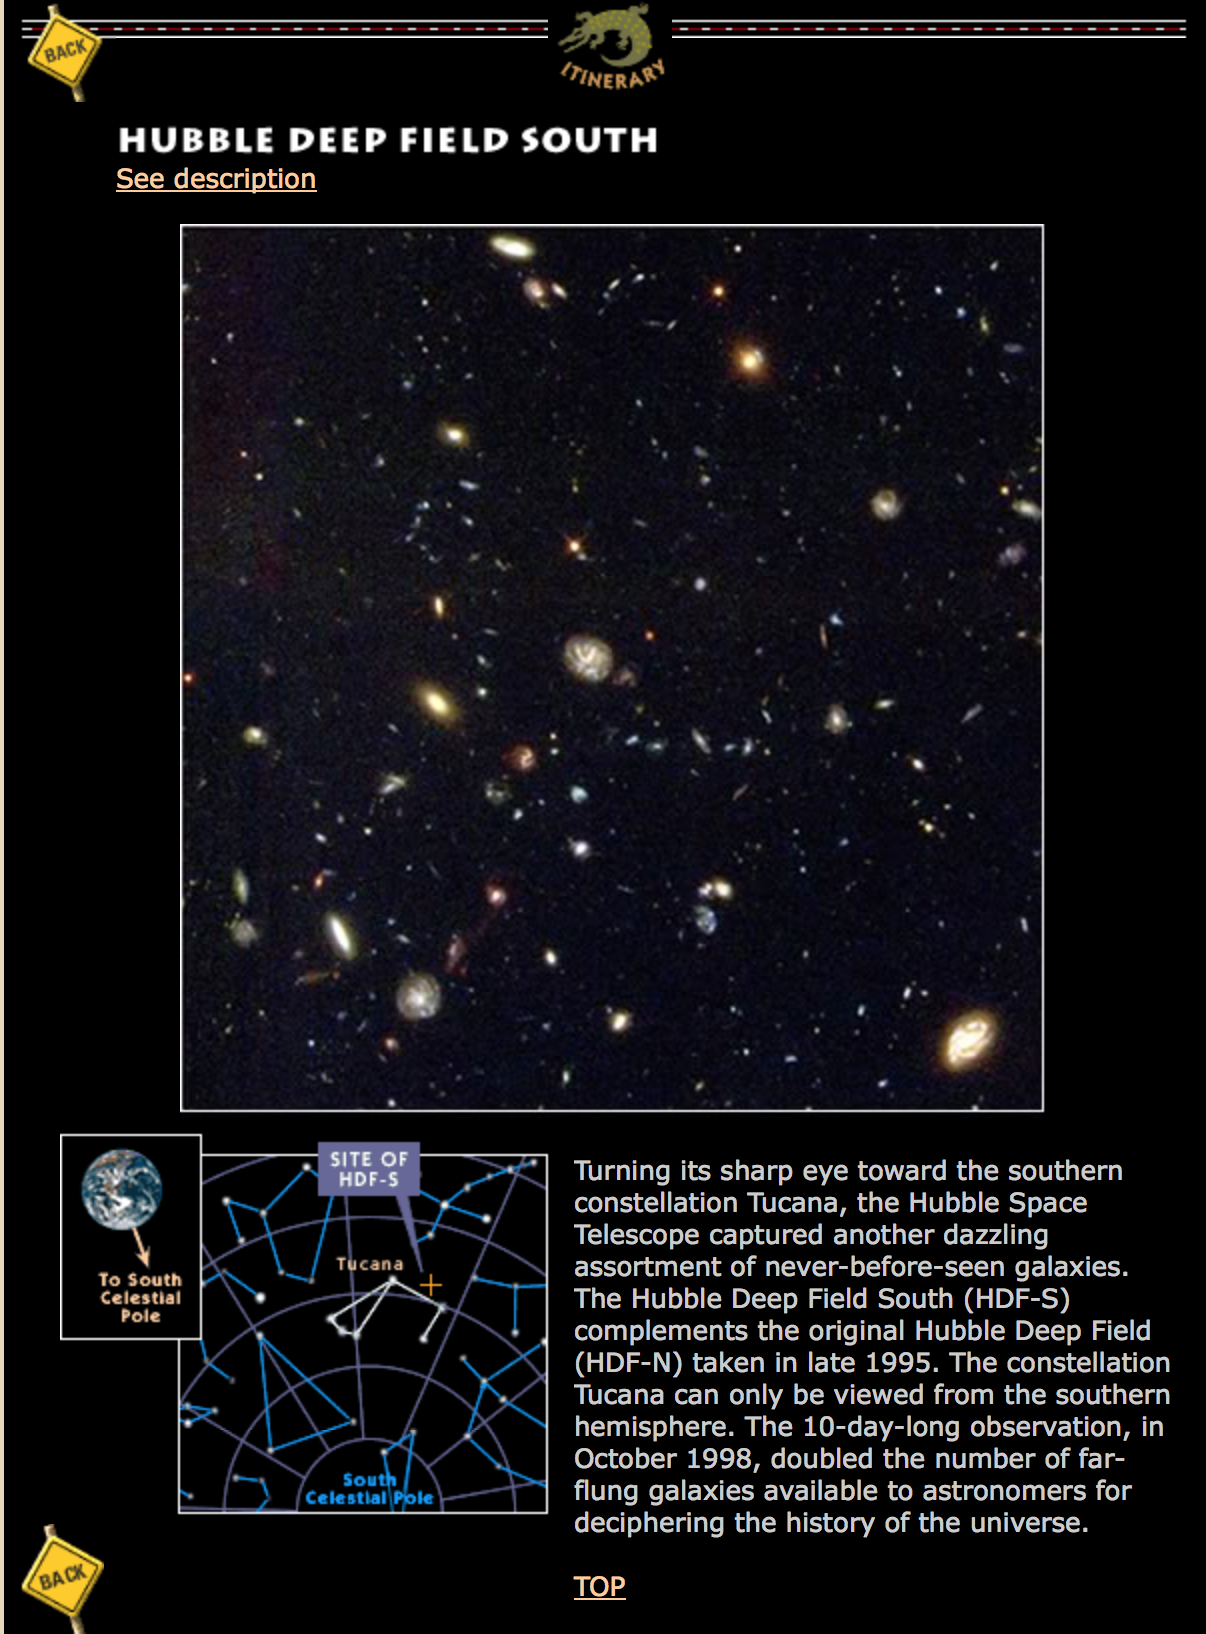 BACK
ITINERARY
HUBBLE DEEP FIELD SOUTH
See description
SITE OF
HDF-S
Tucana
To South
Celestial
Pole
South
Celestial Pole
Turning its sharp eye toward the southern
constellation Tucana, the Hubble Space
Telescope captured another dazzling
assortment of never-before-seen galaxies.
The Hubble Deep Field South (HDF-S)
complements the original Hubble Deep Field
(HDF-N) taken in late 1995. The constellation
Tucana can only be viewed from the southern
hemisphere. The 10-day-long observation, in
October 1998, doubled the number of far-
flung galaxies available to astronomers for
deciphering the history of the universe.
BACK
TOP